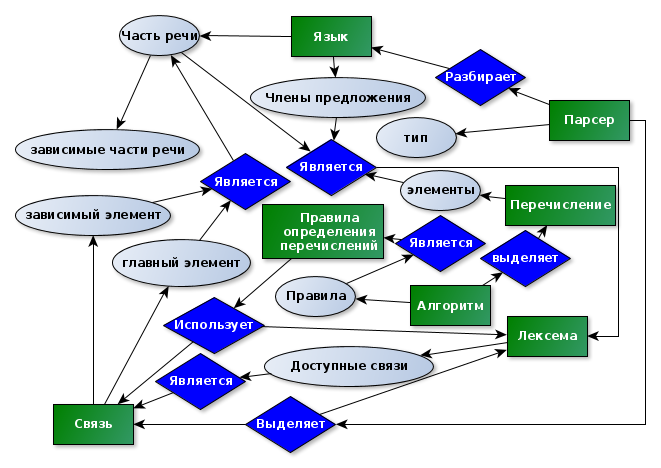 Часть речи
Язык
Разбирает
Члены предложения
Парсер
тип
зависимые части речи
Является
Является
элементы
Перечисление
зависимый элемент
Правила
определения
перечислений
Является
выделяет
главный элемент
Правила
Алгоритм
Использует
Лексема
Доступные связи
Является
Связь
Выделяет